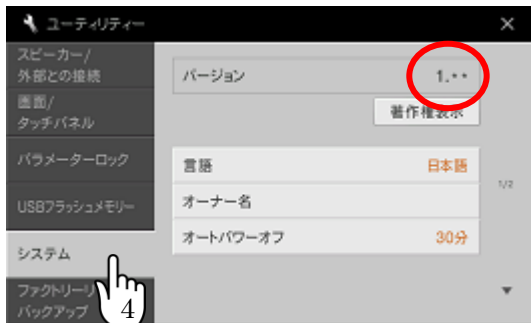 ユーティリティー
スピーカー/
外部との接続
画面/
タッチパネル
パラメーターロック
USBフラッシュメモリー
システム
ファクトリーリ
バックアップ
4
バージョン
1.**
著作権表示
言語
日本語
オーナー名
オートパワーオフ
30分
1/2